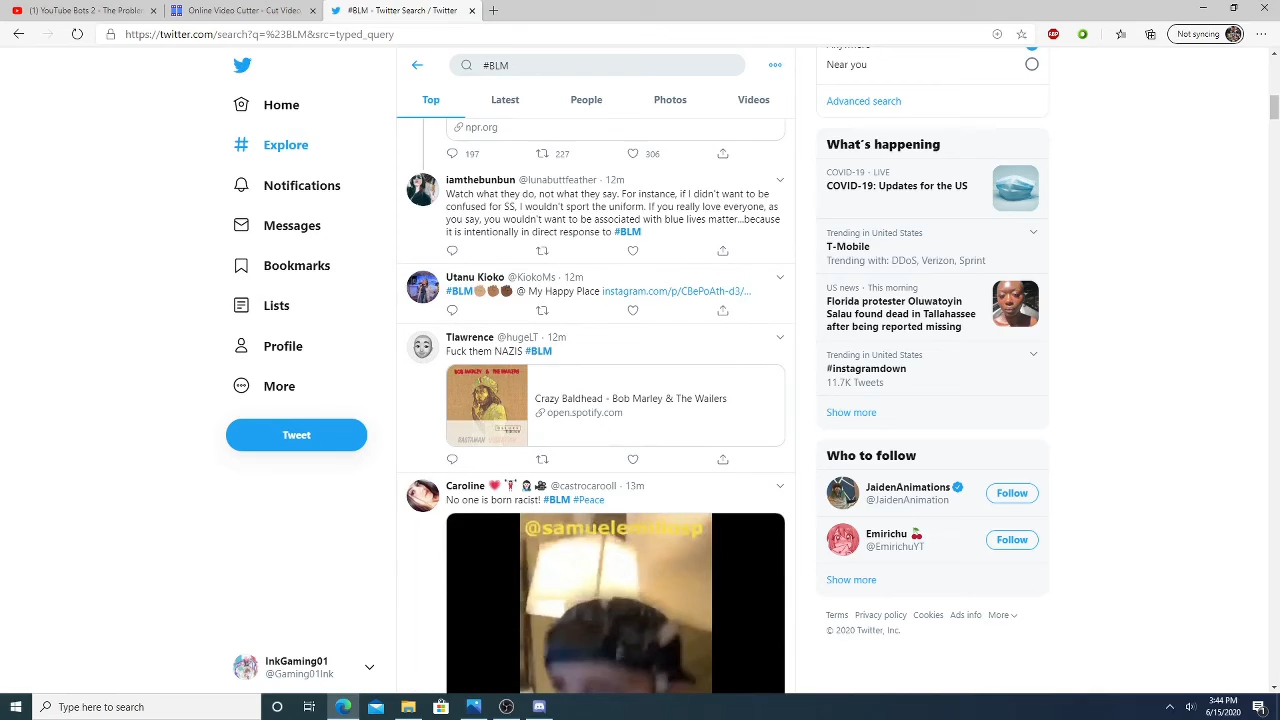 (1) YouTube Bots 2 - The Problem
Online Video Cutter - Cut Video
#BLM - Twitter Search / Twitter
https://twitter.com/search?q=%23BLM&src=typed_query
ABP
Not syncing
Home
Explore
Notifications
Messages
Bookmarks
Lists
Profile
More
Tweet
InkGaming01
@Gaming01Ink
#BLM
Top
Latest
People
Photos
Videos
npr.org
197
227
306
iamthebunbun @lunabuttfeather · 12m
Watch what they do, not what they say. For instance, if I didn't want to be
confused for SS, I wouldn't sport the uniform. If you really love everyone, as
you say, you wouldn't want to be associated with blue lives matter...because
it is intentionally in direct response to #BLM
Utanu Kioko @KiokoMs · 12m
#BLM✊🏼✊🏾✊🏿 @ My Happy Place instagram.com/p/CBePoAth-d3/...
Tlawrence @hugeLT · 12m
Fuck them NAZIS #BLM
BOB MARLEY & THE WAILERS
RASTAMAN VIBRATION
Crazy Baldhead - Bob Marley & The Wailers
open.spotify.com
Caroline @castrocarooll · 13m
No one is born racist! #BLM #Peace
Near you
Advanced search
What's happening
COVID-19 · LIVE
COVID-19: Updates for the US
Trending in United States
T-Mobile
Trending with: DDoS, Verizon, Sprint
US news · This morning
Florida protester Oluwatoyin
Salau found dead in Tallahassee
after being reported missing
Trending in United States
#instagramdown
11.7K Tweets
Show more
Who to follow
JaidenAnimations
@JaidenAnimation
Follow
Emirichu
@EmirichuYT
Follow
Show more
Terms Privacy policy Cookies Ads info More
© 2020 Twitter, Inc.
Type here to search
3:44 PM
6/15/2020